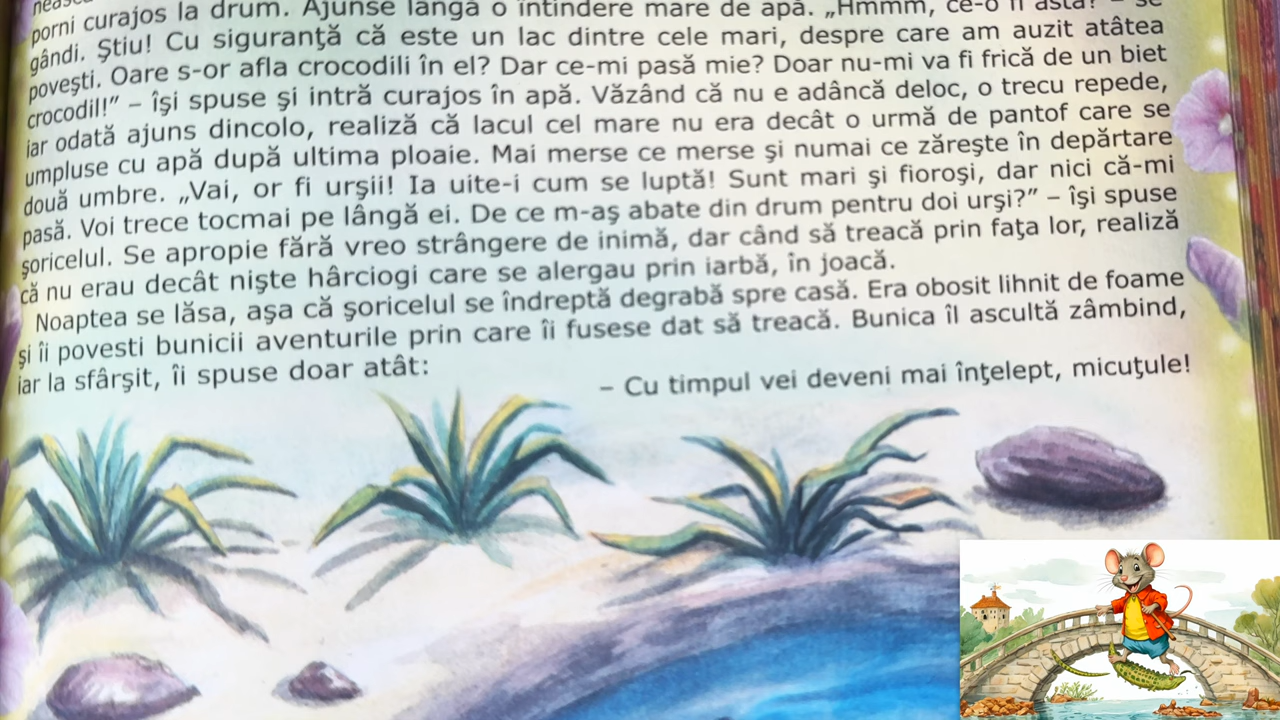 porni curajos la drum. Ajunse lângă o întindere mare de apă. „Hmmm, ce-o fi asta? – se
gândi. Ştiu! Cu siguranţă că este un lac dintre cele mari, despre care am auzit atâtea
poveşti. Oare s-or afla crocodili în el? Dar ce-mi pasă mie? Doar nu-mi va fi frică de un biet
crocodil!” – îşi spuse şi intră curajos în apă. Văzând că nu e adâncă deloc, o trecu repede,
iar odată ajuns dincolo, realiză că lacul cel mare nu era decât o urmă de pantof care se
umpluse cu apă după ultima ploaie. Mai merse ce merse şi numai ce zăreşte în depărtare
două umbre. „Vai, or fi urşii! Ia uite-i cum se luptă! Sunt mari şi fioroşi, dar nici că-mi
pasă. Voi trece tocmai pe lângă ei. De ce m-aş abate din drum pentru doi urşi?” – îşi spuse
şoricelul. Se apropie fără vreo strângere de inimă, dar când să treacă prin faţa lor, realiză
că nu erau decât nişte hârciogi care se alergau prin iarbă, în joacă.
Noaptea se lăsa, aşa că şoricelul se îndreptă degrabă spre casă. Era obosit lihnit de foame
şi îi povesti bunicii aventurile prin care îi fusese dat să treacă. Bunica îl ascultă zâmbind,
iar la sfârşit, îi spuse doar atât:
– Cu timpul vei deveni mai înţelept, micuţule!